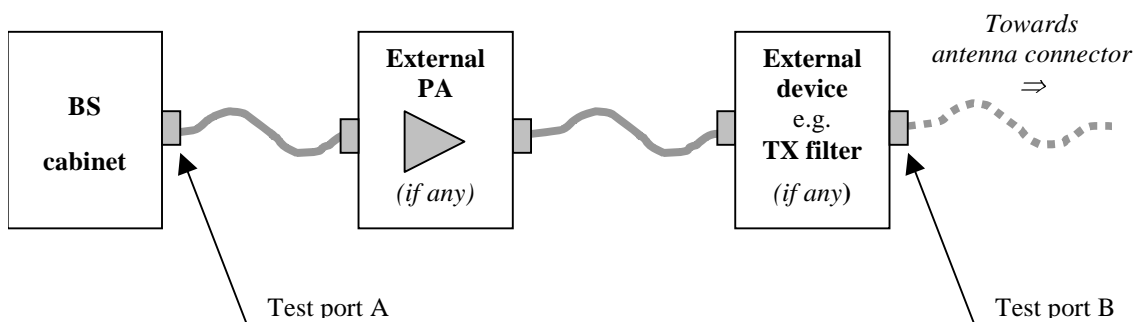 BS
cabinet
External
PA
(if any)
External
device
e.g.
TX filter
(if any)
Towards
antenna connector
⇒
Test port A
Test port B